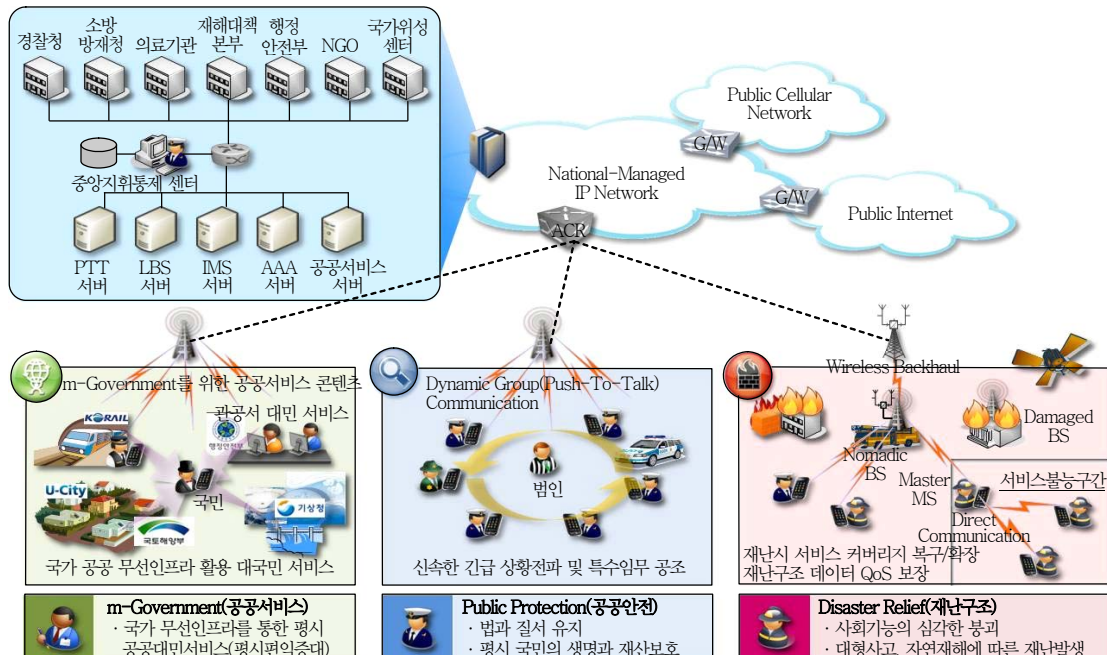 경찰청
소방
방재청
의료기관
재해대책
본부
행정
안전부
NGO
국가위성
센터
중앙지휘통제 센터
PTT
서버
LBS
서버
IMS
서버
AAA
서버
공공서비스
서버
Public Cellular
Network
G/W
National-Managed
IP Network
G/W
Public Internet
ACR
m-Government를 위한 공공서비스 콘텐츠
관공서 대민 서비스
KORAIL
행정안전부
국민
U-City
기상청
국토해양부
국가 공공 무선인프라 활용 대국민 서비스
Dynamic Group(Push-To-Talk)
Communication
범인
신속한 긴급 상황전파 및 특수임무 공조
Wireless Backhaul
Damaged
BS
Nomadic
BS
Master
MS
서비스불능구간
Direct
Communication
재난시 서비스 커버리지 복구/확장
재난구조 데이터 QoS 보장
m-Government(공공서비스)
· 국가 무선인프라를 통한 평시
공공대민서비스(평시편익증대)
Public Protection(공공안전)
· 법과 질서 유지
· 평시 국민의 생명과 재산보호
Disaster Relief(재난구조)
· 사회기능의 심각한 붕괴
· 대형사고, 자연재해에 따른 재난발생